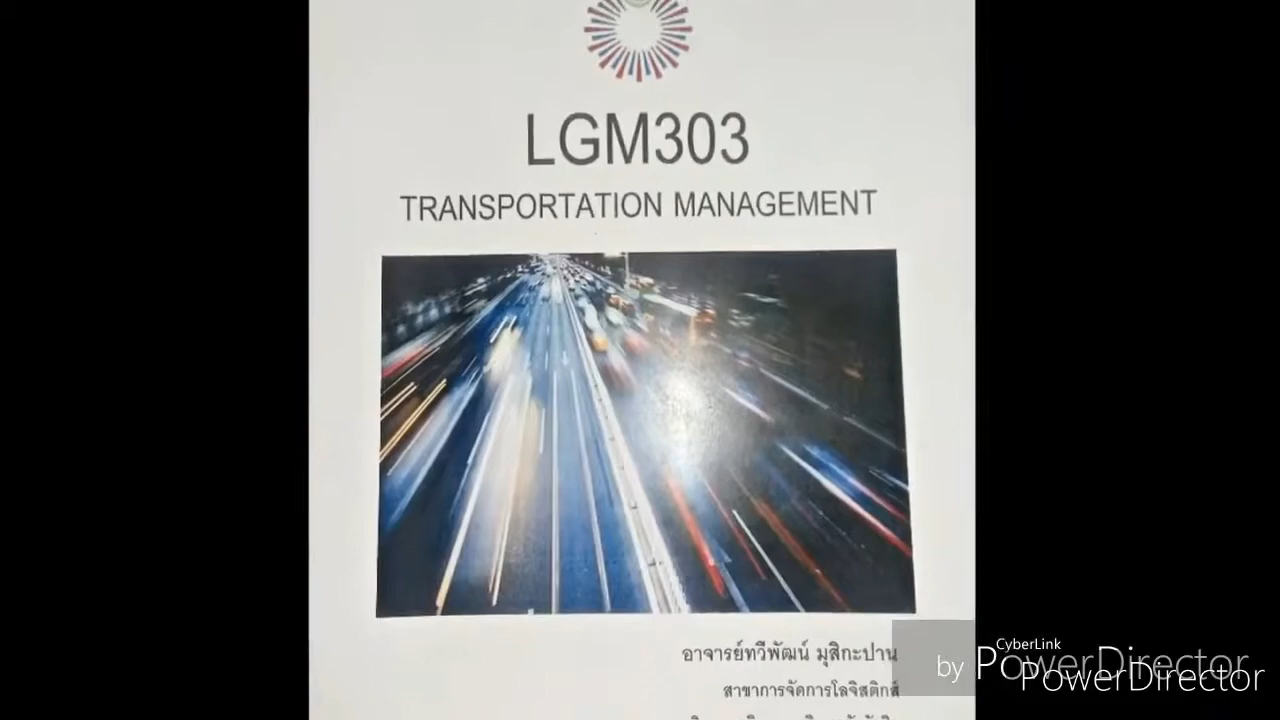 LGM303
TRANSPORTATION MANAGEMENT
อาจารย์ทวีพัฒน์ มุสิกะปาน
สาขาการจัดการโลจิสติกส์
CyberLink
by PowerDirector
PowerDirector